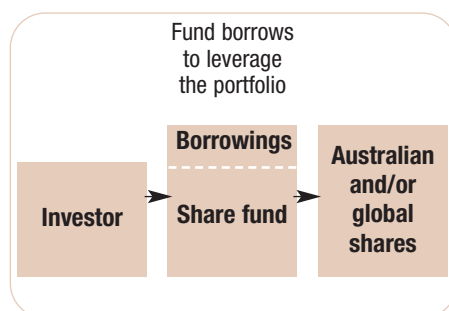 Fund borrows
to leverage
the portfolio
Borrowings
Investor
Share fund
Australian
and/or
global
shares